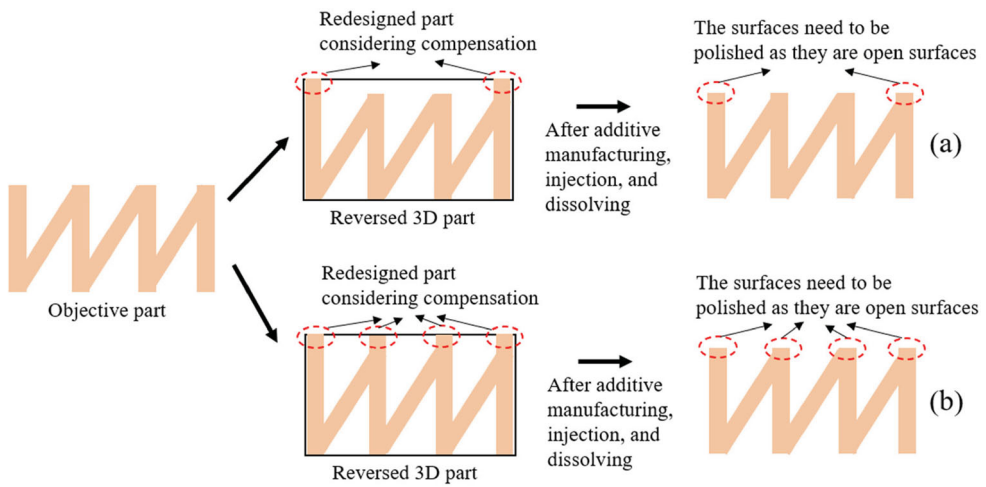 Redesigned part
considering compensation
Reversed 3D part
After additive
manufacturing,
injection, and
dissolving
The surfaces need to be
polished as they are open surfaces
(a)
Objective part
Redesigned part
considering compensation
Reversed 3D part
After additive
manufacturing,
injection, and
dissolving
The surfaces need to be
polished as they are open surfaces
(b)